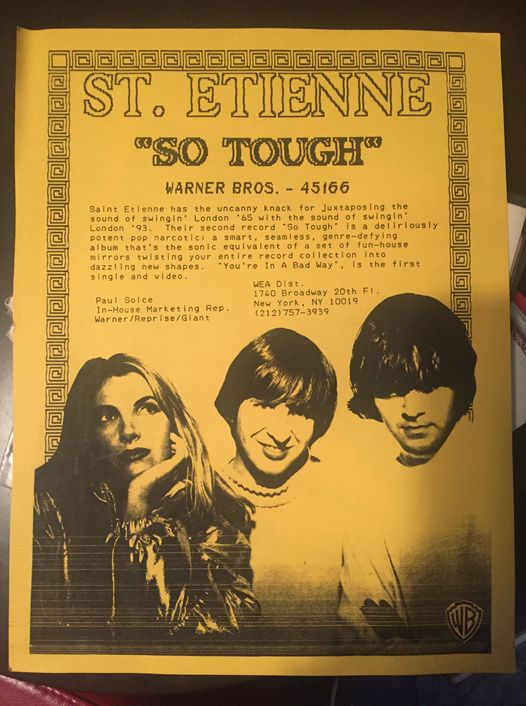 ST. ETIENNE
"SO TOUGH"
WARNER BROS. - 45166
Saint Etienne has the uncanny knack for juxtaposing the
sound of swingin' London '65 with the sound of swingin'
London '93. Their second record "So Tough" is a deliriously
potent pop narcotic: a smart, seamless, genre-defying
album that's the sonic equivalent of a set of fun-house
mirrors twisting your entire record collection into
dazzling new shapes. "You're In A Bad Way", is the first
single and video.
Paul Solce
In-House Marketing Rep.
Warner/Reprise/Giant
WEA Dist.
1740 Broadway 20th Fl.
New York, NY 10019
(212)757-3939
WB